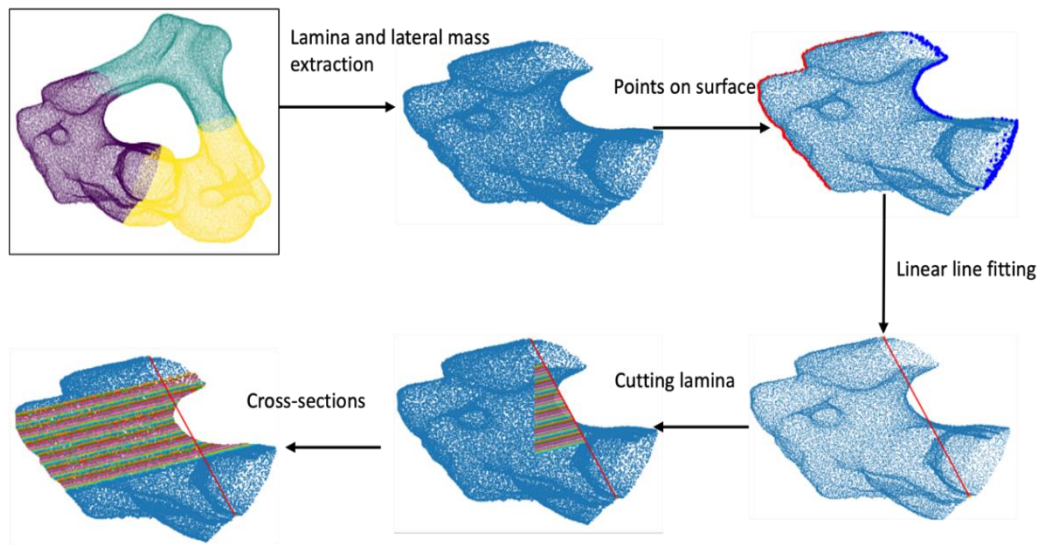 Lamina and lateral mass
extraction
Points on surface
Linear line fitting
Cutting lamina
Cross-sections